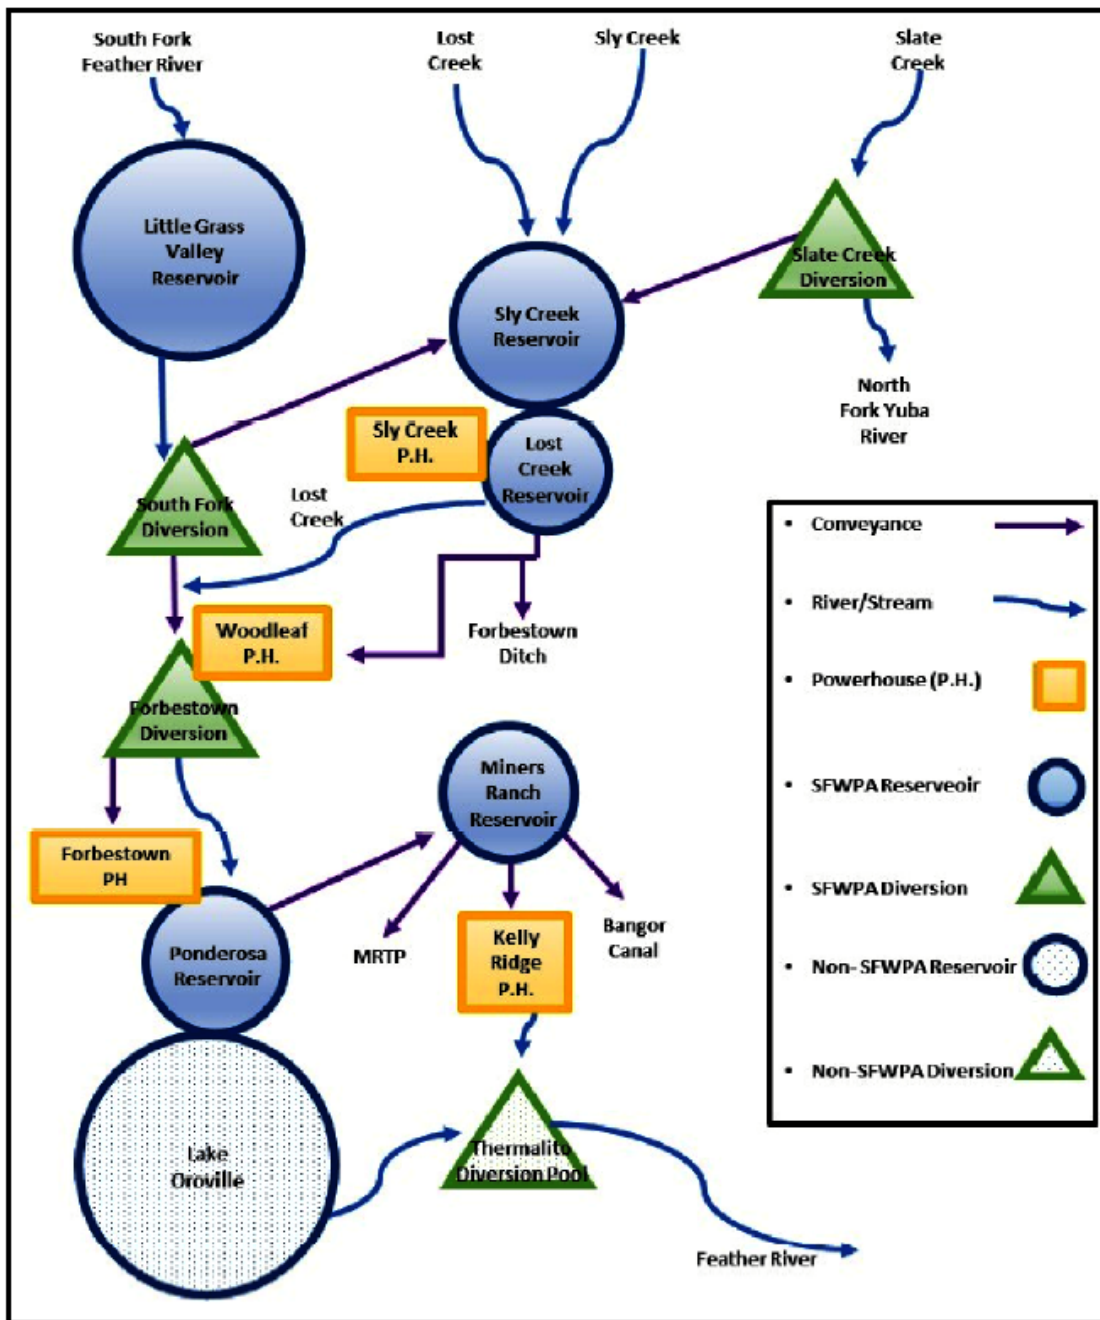 South Fork
Feather River
Lost
Creek
Sly Creek
Slate
Creek
Little Grass
Valley
Reservoir
Slate Creek
Diversion
Sly Creek
Reservoir
North
Fork Yuba
River
Sly Creek
P.H.
Lost
Creek
Reservoir
South Fork
Diversion
Lost
Creek
Woodleaf
P.H.
Forbestown
Ditch
Forbestown
Diversion
Miners
Ranch
Reservoir
Forbestown
PH
MRTP
Kelly
Ridge
P.H.
Bangor
Canal
Ponderosa
Reservoir
Lake
Oroville
Thermalito
Diversion Pool
Feather River
• Conveyance
• River/Stream
• Powerhouse (P.H.)
• SFWPA Reserveoir
• SFWPA Diversion
• Non- SFWPA Reservoir
• Non-SFWPA Diversion